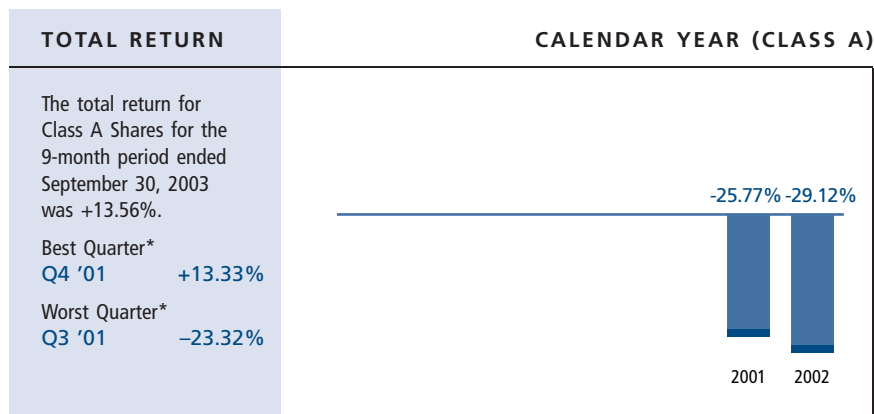 TOTAL RETURN
CALENDAR YEAR (CLASS A)
The total return for
Class A Shares for the
9-month period ended
September 30, 2003
was +13.56%.
Best Quarter*
Q4 ’01 +13.33%
Worst Quarter*
Q3 ’01 –23.32%
-25.77% -29.12%
2001 2002